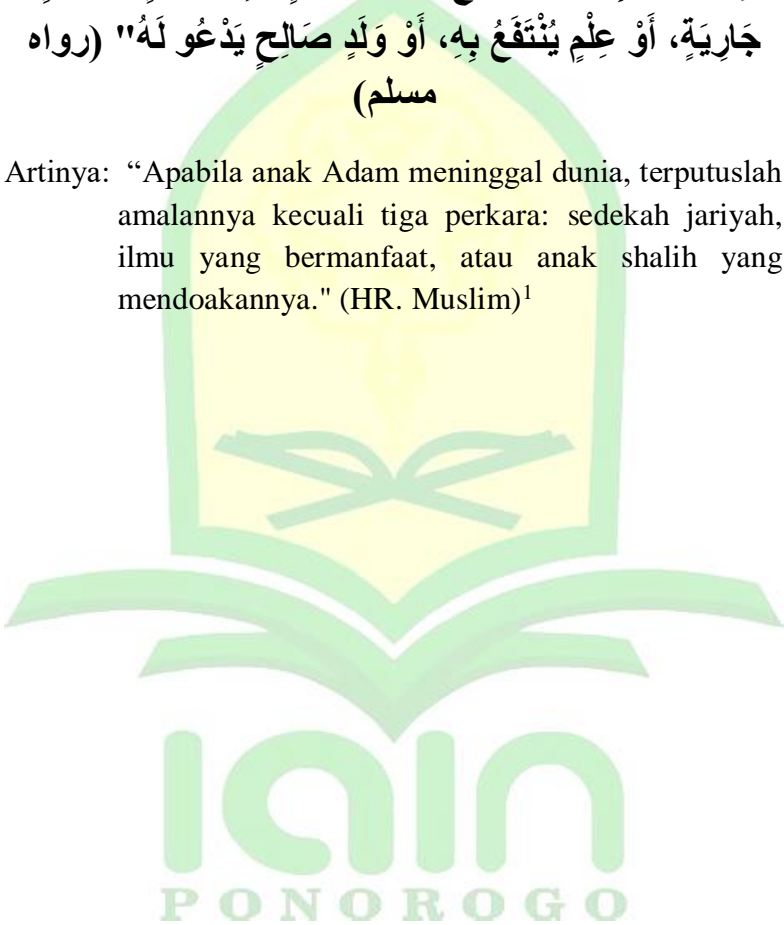 جَارِيَةٍ، أَوْ عِلْمٍ يُنْتَفَعُ بِهِ، أَوْ وَلَدٍ صَالِحٍ يَدْعُو لَهُ" (رواه
مسلم)
Artinya: “Apabila anak Adam meninggal dunia, terputuslah
amalannya kecuali tiga perkara: sedekah jariyah,
ilmu yang bermanfaat, atau anak shalih yang
mendoakannya." (HR. Muslim)1
iain
PONOROGO